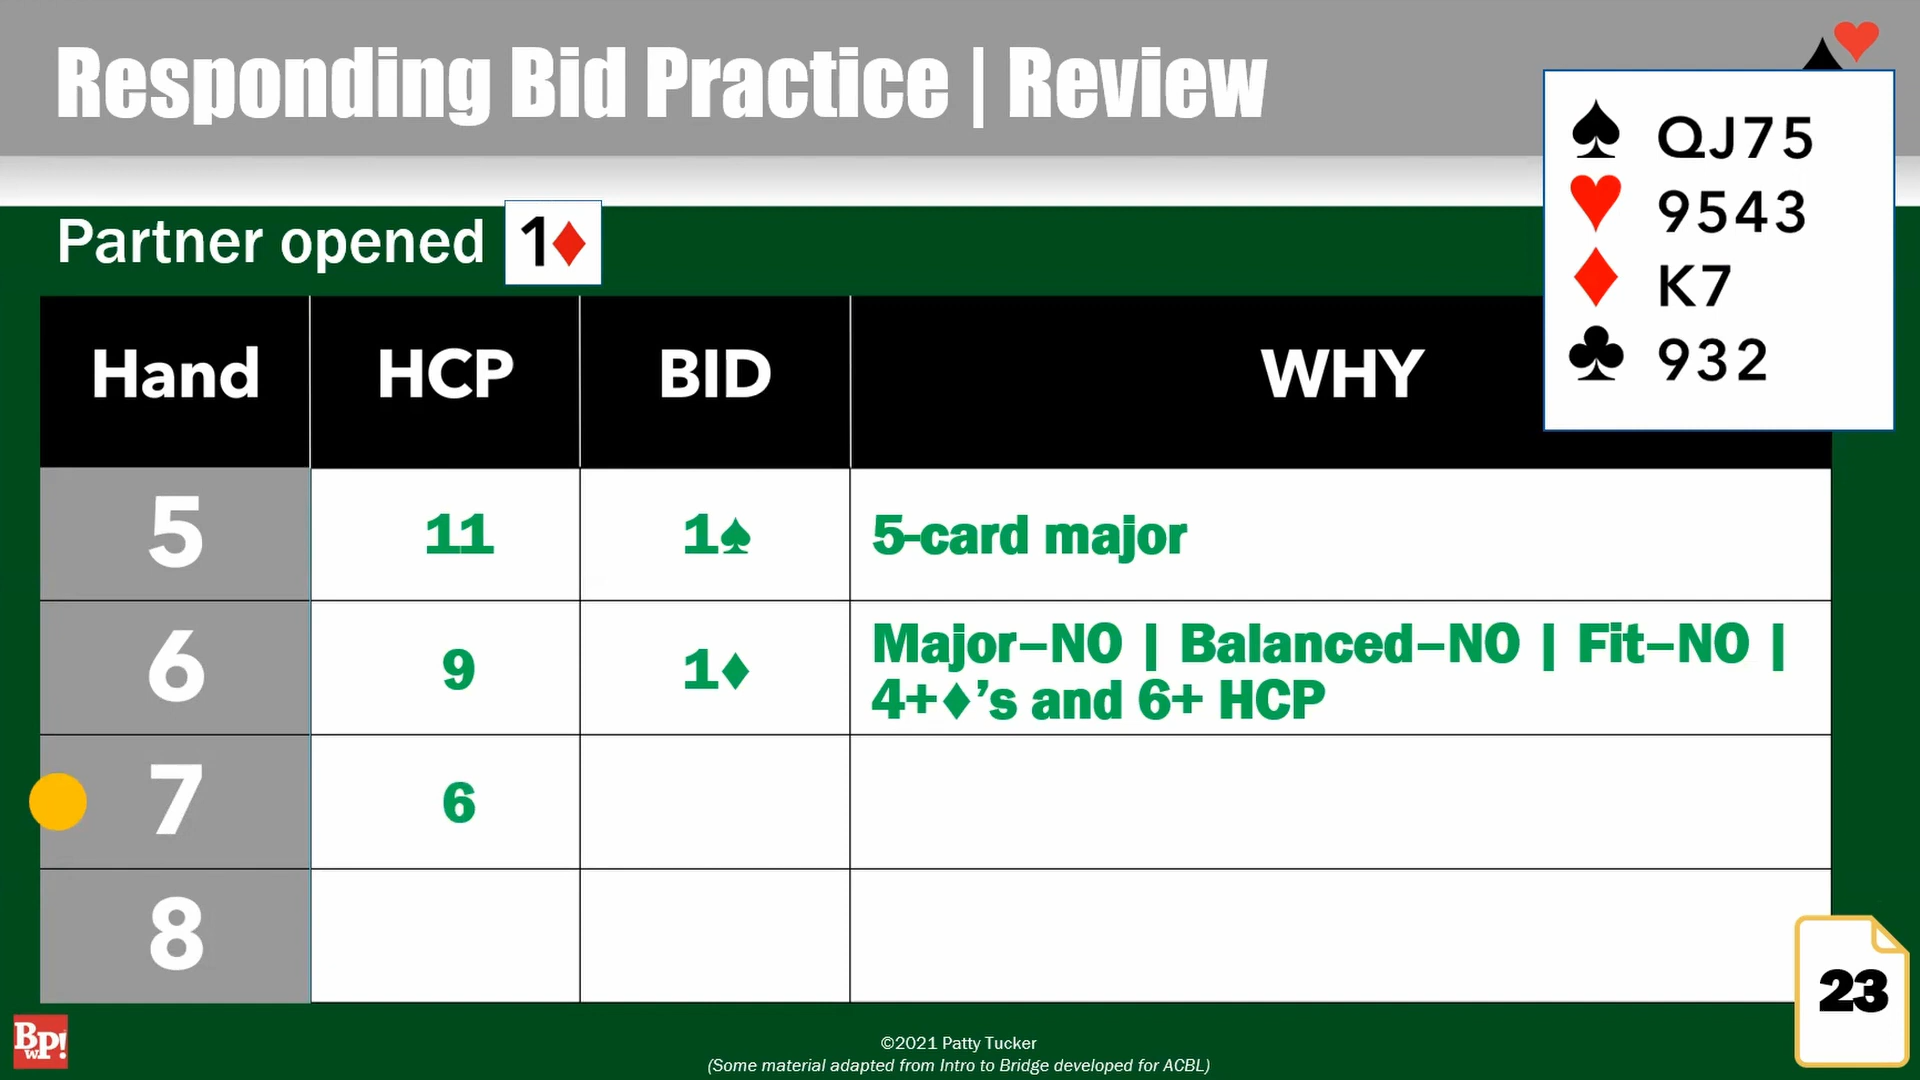 Responding Bid Practice | Review
♠ QJ75
♥ 9543
♦ K7
♣ 932
Partner opened 1♦
Hand HCP BID WHY
5 11 1♠ 5-card major
6 9 1♦ Major–NO | Balanced–NO | Fit–NO |
4+♦’s and 6+ HCP
7 6
8
23
BwP!
©2021 Patty Tucker
(Some material adapted from Intro to Bridge developed for ACBL)